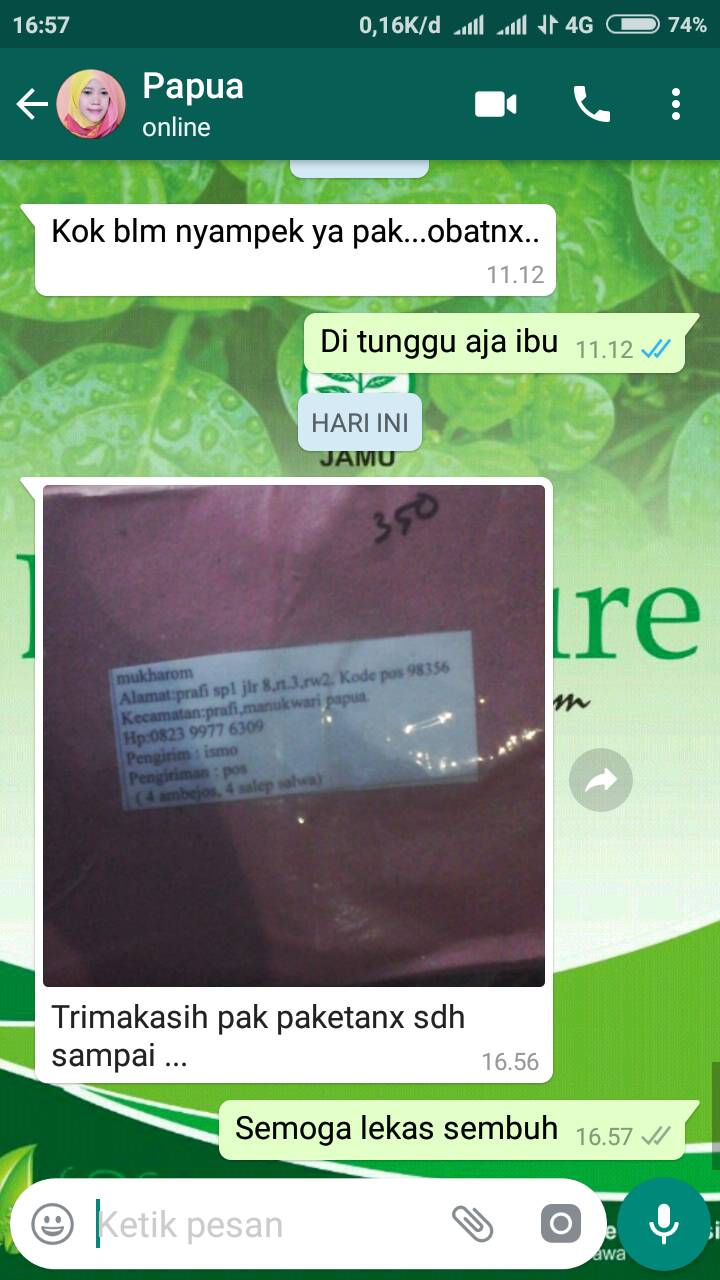 16:57
0,16K/d
4G
74%
Papua
online
Kok blm nyampek ya pak...obatnx..
11.12
Di tunggu aja ibu
11.12
HARI INI
JAMU
re
m
350
mukharom
Alamat:prafi sp1 jlr 8,rt.3,rw2. Kode pos 98356
Kecamatan:prafi,manukwari papua.
Hp:0823 9977 6309
Pengirim : ismo
Pengiriman : pos
( 4 ambejos, 4 salep salwa)
Trimakasih pak paketanx sdh
sampai ...
16.56
Semoga lekas sembuh
16.57
Ketik pesan